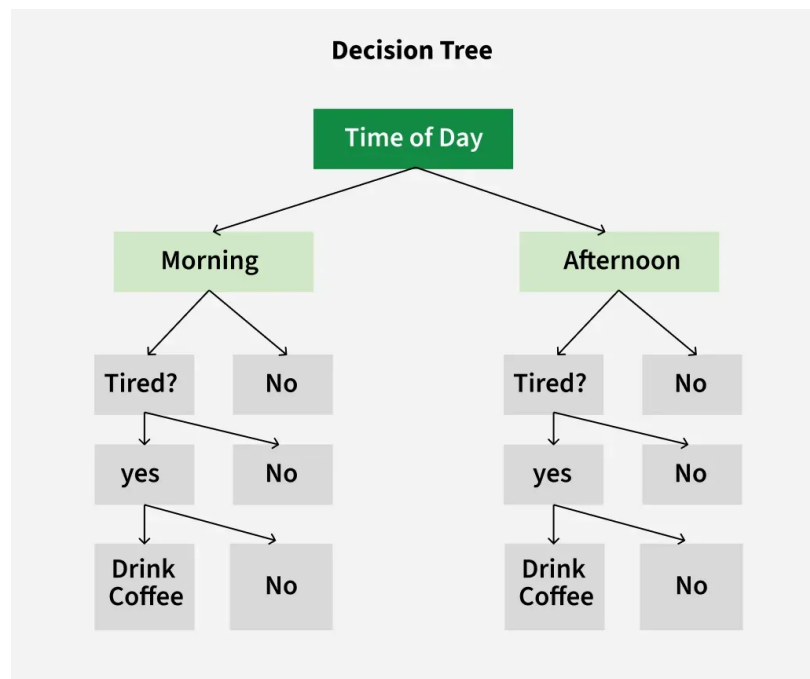 Decision Tree
Time of Day
Morning
Afternoon
Tired?
No
Tired?
No
yes
No
yes
No
Drink
Coffee
No
Drink
Coffee
No